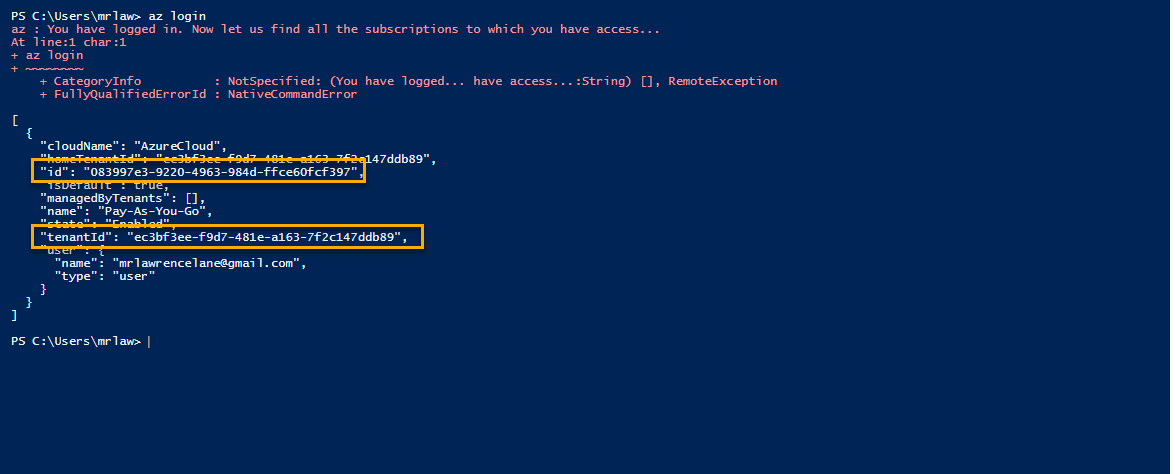 PS C:\Users\mrlaw> az login
az : You have logged in. Now let us find all the subscriptions to which you have access...
At line:1 char:1
+ az login
+ ~~~~~~~~
    + CategoryInfo          : NotSpecified: (You have logged... have access...:String) [], RemoteException
    + FullyQualifiedErrorId : NativeCommandError
[
  {
    "cloudName": "AzureCloud",
    "homeTenantId": "ec3bf3ee-f9d7-481e-a163-7f2c147ddb89",
    "id": "083997e3-9220-4963-984d-ffce60fcf397",
    "isDefault": true,
    "managedByTenants": [],
    "name": "Pay-As-You-Go",
    "state": "Enabled",
    "tenantId": "ec3bf3ee-f9d7-481e-a163-7f2c147ddb89",
    "user": {
      "name": "mrlawrencelane@gmail.com",
      "type": "user"
    }
  }
]
PS C:\Users\mrlaw>